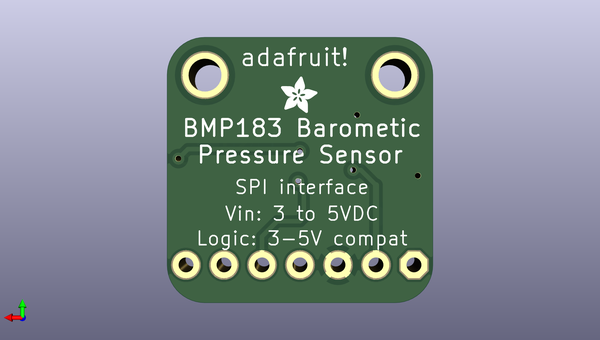 adafruit!
BMP183 Barometic
Pressure Sensor
SPI interface
Vin: 3 to 5VDC
Logic: 3-5V compat